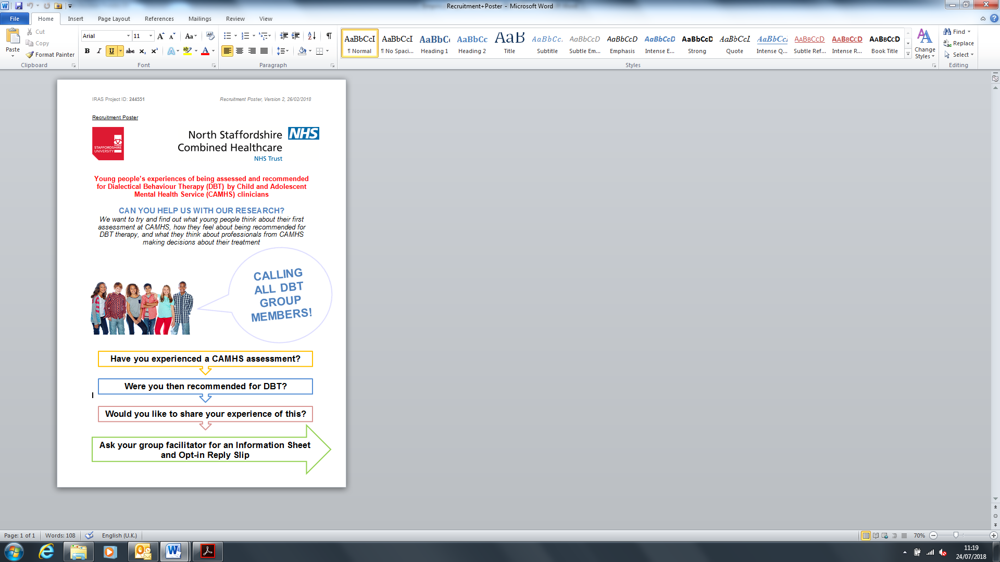 Recruitment+Poster - Microsoft Word
File Home Insert Page Layout References Mailings Review View
Paste
Cut
Copy
Format Painter
Clipboard
Arial 11
Font
Paragraph
AaBbCcI AaBbCcI AaBbCc AaBbCc AaB AaBbCc. AaBbCcD AaBbCcD AaBbCcD AaBbCcD AaBbCcI AaBbCcI AaBbCcD AaBbCcD AaBbCcD
¶ Normal ¶ No Spaci... Heading 1 Heading 2 Title Subtitle Subtle Em... Emphasis Intense E... Strong Quote Intense Q... Subtle Ref... Intense R... Book Title
Styles
Change Styles
Find
Replace
Select
Editing
IRAS Project ID: 244551 Recruitment Poster, Version 2, 26/02/2018
Recruitment Poster
STAFFORDSHIRE
UNIVERSITY
North Staffordshire NHS
Combined Healthcare
NHS Trust
Young people's experiences of being assessed and recommended
for Dialectical Behaviour Therapy (DBT) by Child and Adolescent
Mental Health Service (CAMHS) clinicians
CAN YOU HELP US WITH OUR RESEARCH?
We want to try and find out what young people think about their first
assessment at CAMHS, how they feel about being recommended for
DBT therapy, and what they think about professionals from CAMHS
making decisions about their treatment
CALLING
ALL DBT
GROUP
MEMBERS!
Have you experienced a CAMHS assessment?
Were you then recommended for DBT?
Would you like to share your experience of this?
Ask your group facilitator for an Information Sheet
and Opt-in Reply Slip
Page: 1 of 1 Words: 108 English (U.K.) 70%
11:19
24/07/2018